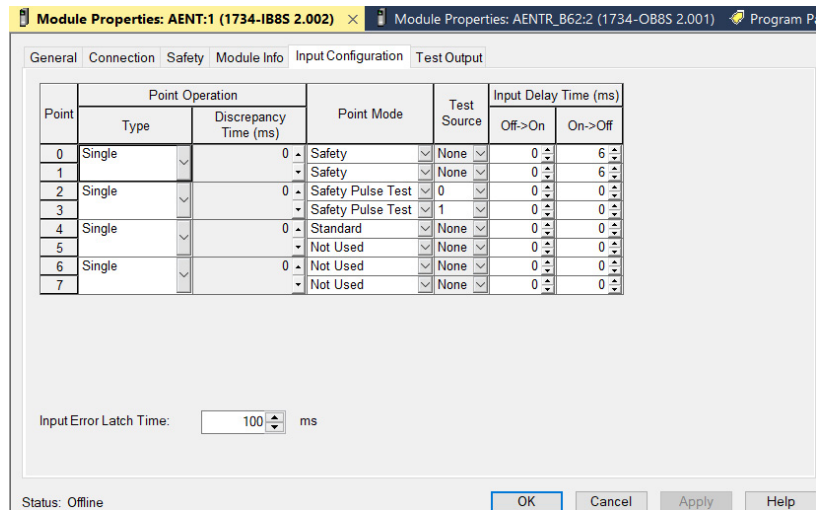 Module Properties: AENT:1 (1734-IB8S 2.002) × Module Properties: AENTR_B62:2 (1734-OB8S 2.001) Program Pa
General Connection Safety Module Info Input Configuration Test Output
Point Point Operation Point Mode Test Source Input Delay Time (ms)
Type Discrepancy Time (ms) Off->On On->Off
0 Single 0 Safety None 0 6
1 Safety None 0 6
2 Single 0 Safety Pulse Test 0 0 0
3 Safety Pulse Test 1 0 0
4 Single 0 Standard None 0 0
5 Not Used None 0 0
6 Single 0 Not Used None 0 0
7 Not Used None 0 0
Input Error Latch Time: 100 ms
Status: Offline OK Cancel Apply Help